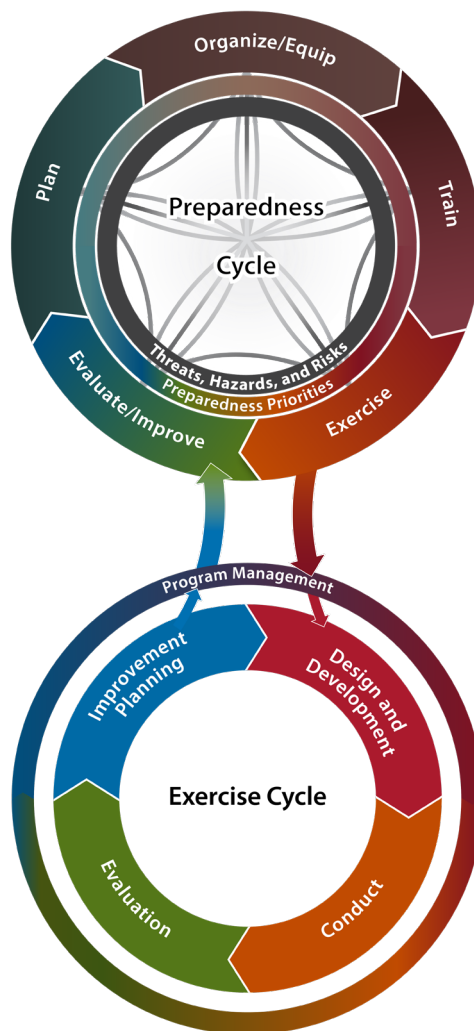 Organize/Equip
Plan
Train
Preparedness
Cycle
Threats, Hazards, and Risks
Preparedness Priorities
Evaluate/Improve
Exercise
Program Management
Improvement
Planning
Design and
Development
Exercise Cycle
Evaluation
Conduct